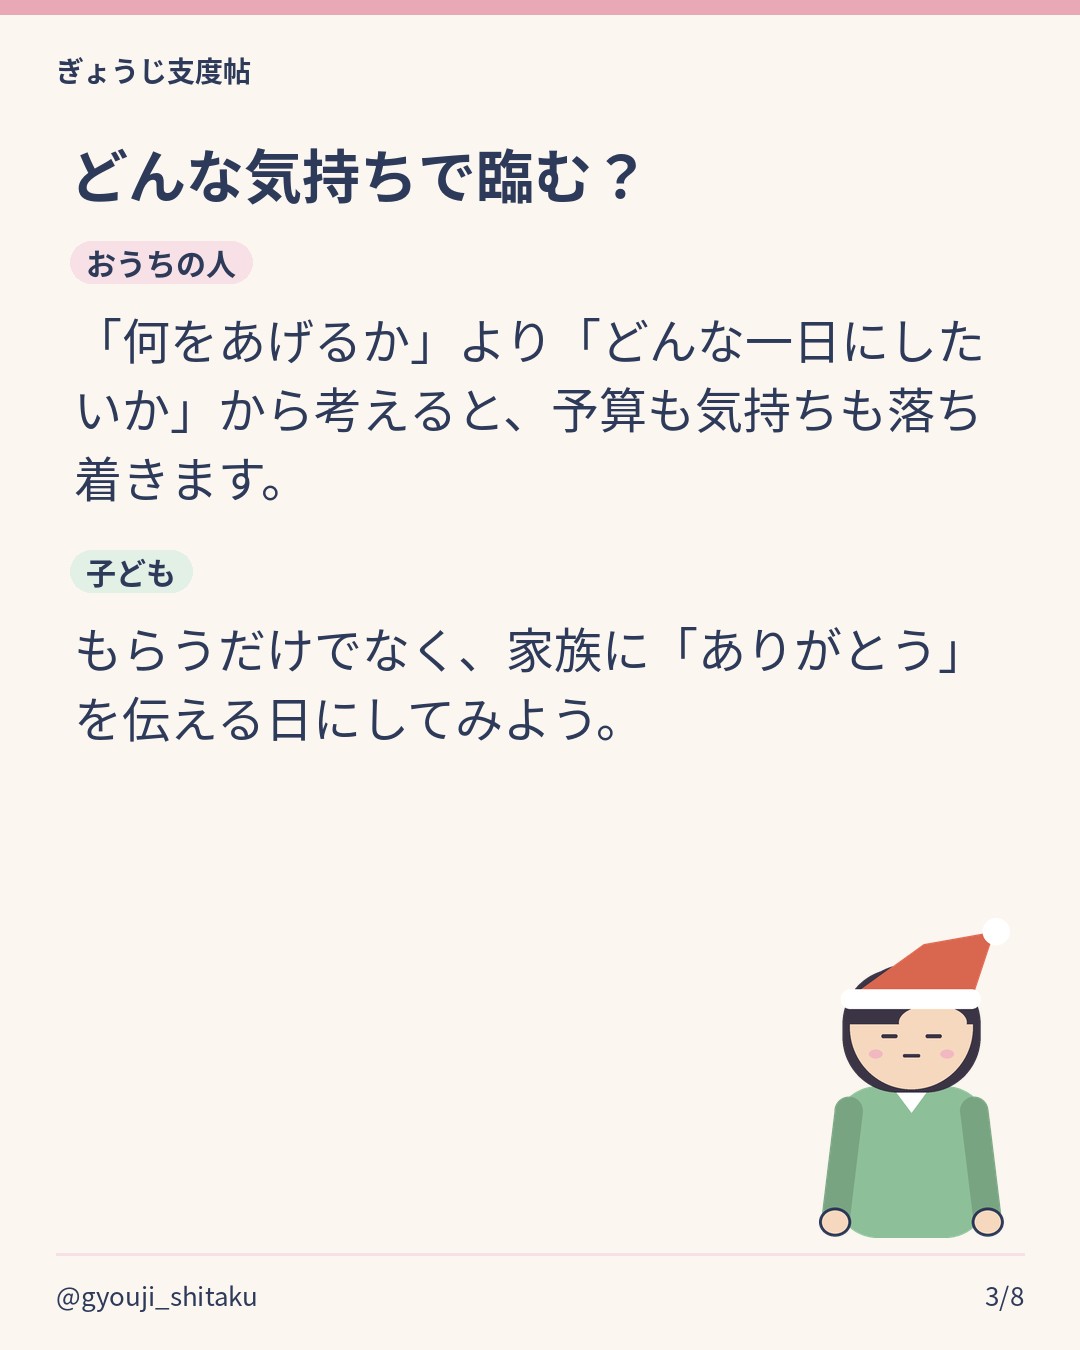 ぎょうじ支度帖
どんな気持ちで臨む？
おうちの人
「何をあげるか」より「どんな一日にした
いか」から考えると、予算も気持ちも落ち
着きます。
子ども
もらうだけでなく、家族に「ありがとう」
を伝える日にしてみよう。
@gyouji_shitaku
3/8